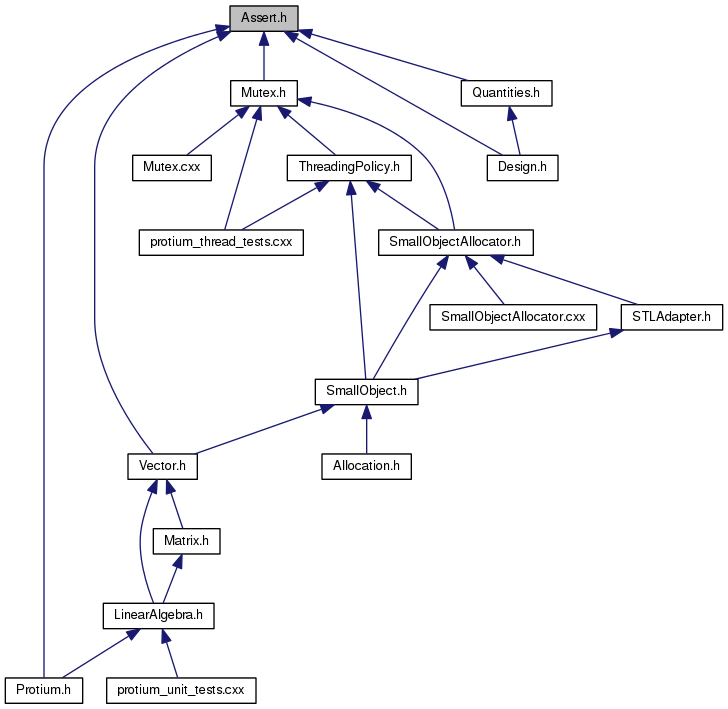 Assert.h
Mutex.h
Quantities.h
Mutex.cxx
ThreadingPolicy.h
Design.h
protium_thread_tests.cxx
SmallObjectAllocator.h
SmallObjectAllocator.cxx
STLAdapter.h
SmallObject.h
Vector.h
Allocation.h
Matrix.h
LinearAlgebra.h
Protium.h
protium_unit_tests.cxx